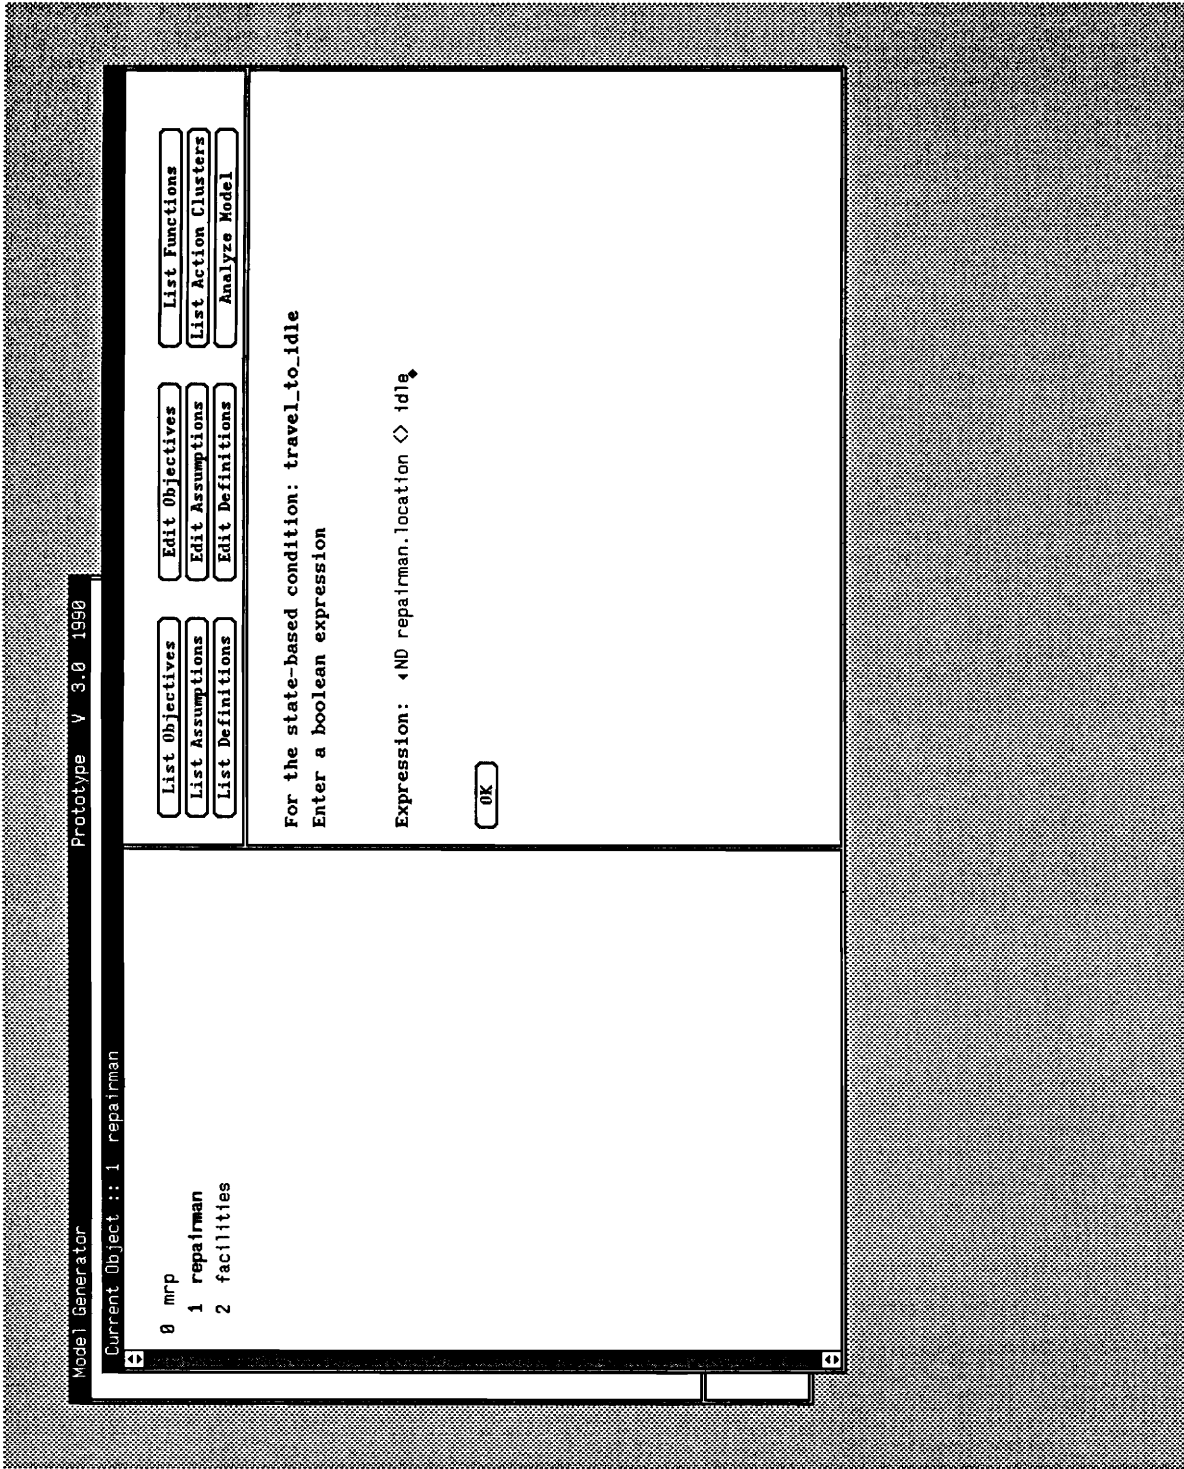 Model Generator Prototype V 3.0 1990
Current Object :: 1 repairman
0 mrp
1 repairman
2 facilities
List Objectives Edit Objectives List Functions
List Assumptions Edit Assumptions List Action Clusters
List Definitions Edit Definitions Analyze Model
For the state-based condition: travel_to_idle
Enter a boolean expression
Expression: ◂ND repairman.location <> idle
OK